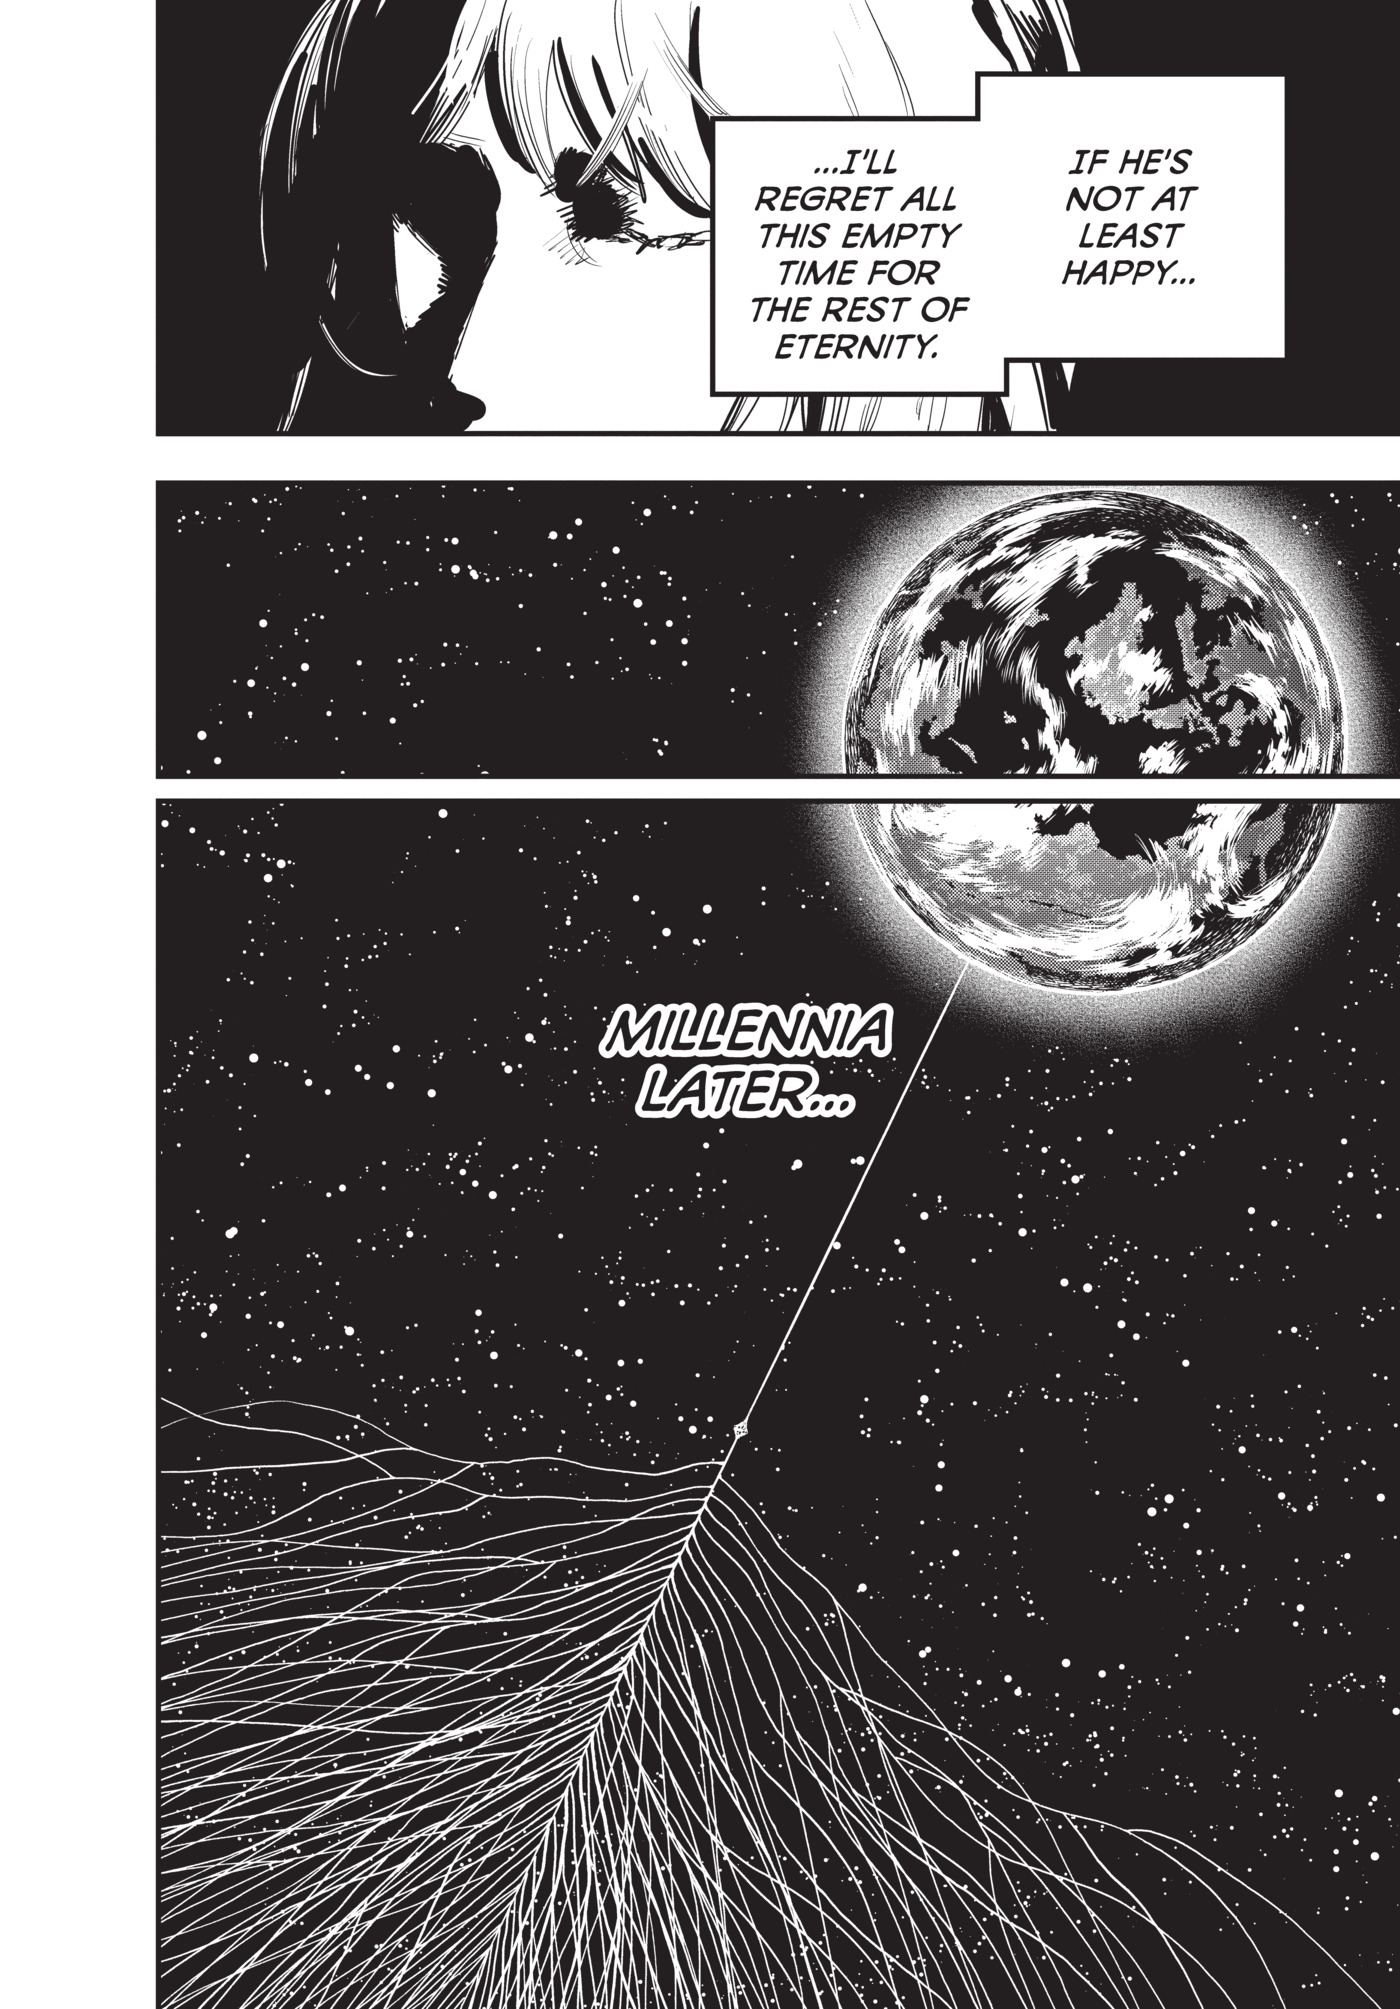 IF HE'S
NOT AT
LEAST
HAPPY...
...I'LL
REGRET ALL
THIS EMPTY
TIME FOR
THE REST OF
ETERNITY.
MILLENNIA
LATER...